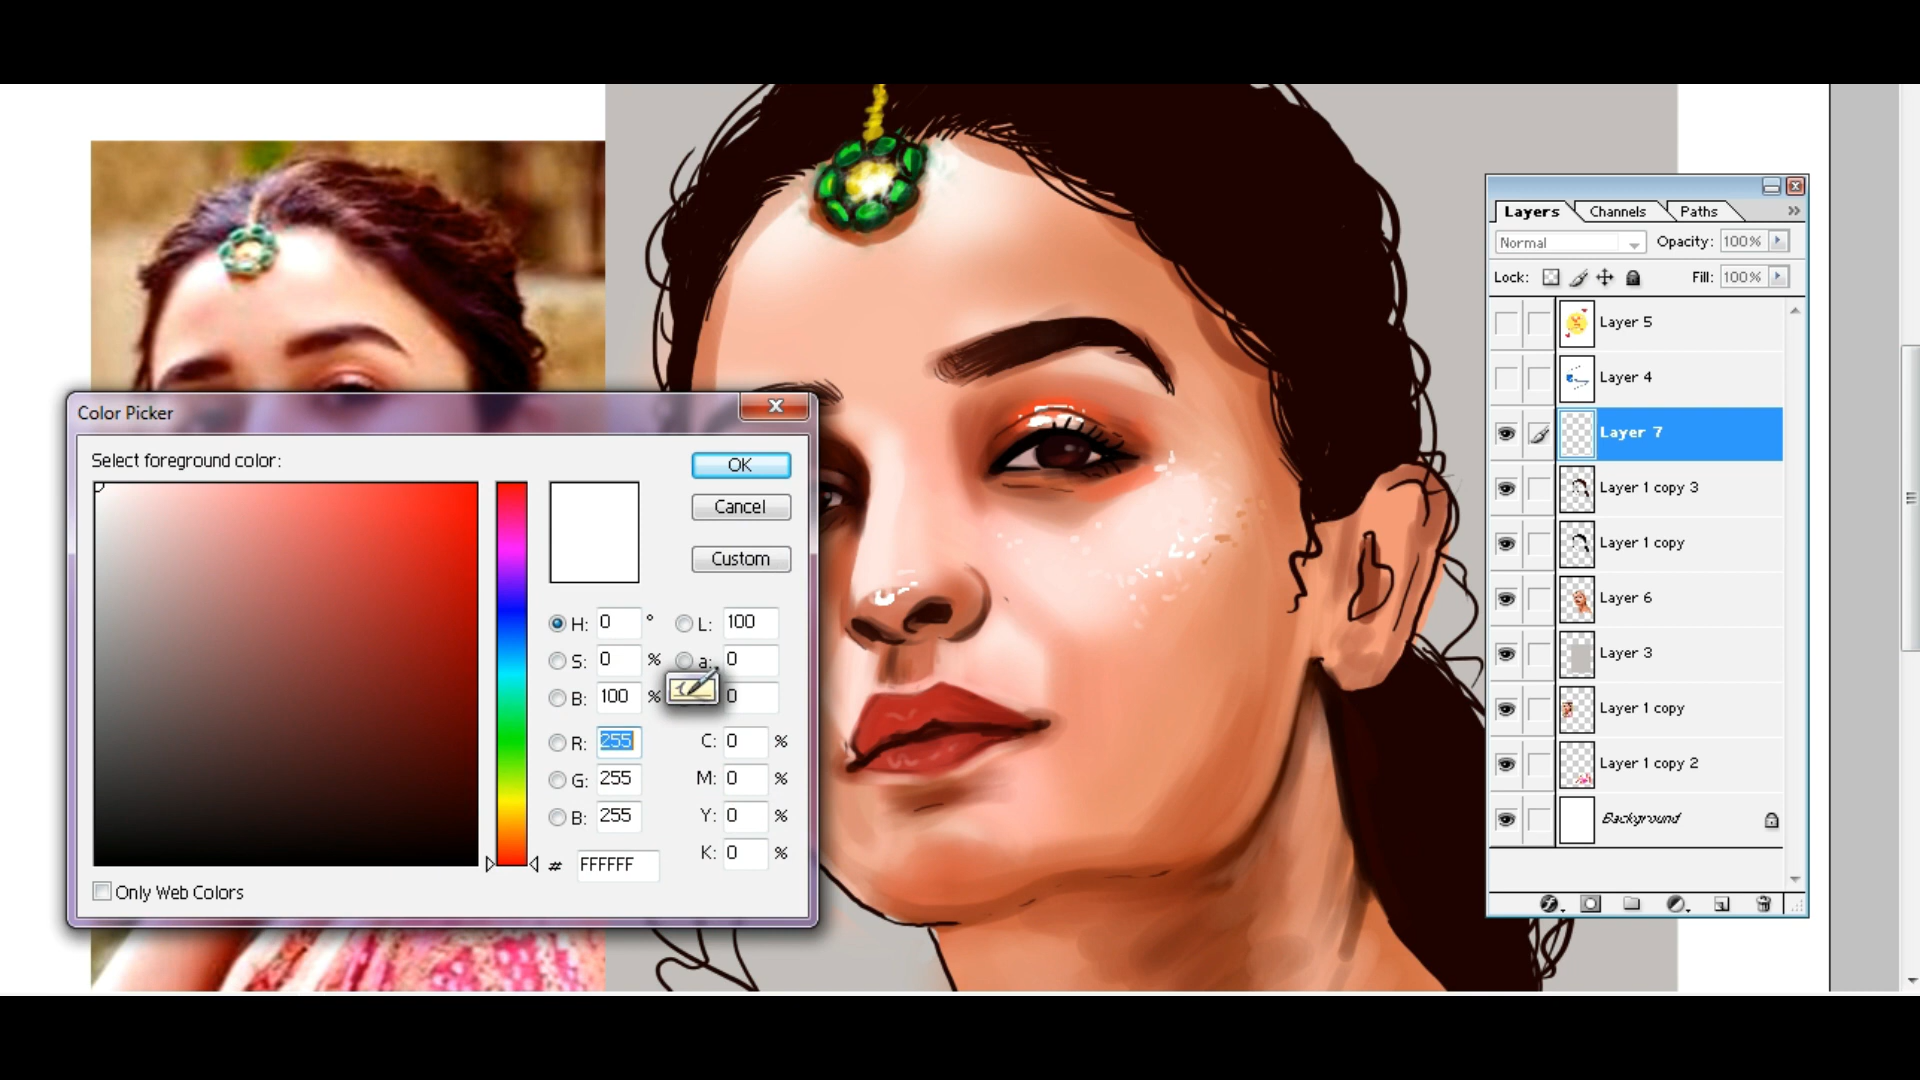 Color Picker
Select foreground color:
OK
Cancel
Custom
H: 0 ° L: 100
S: 0 % a: 0
B: 100 % 0
R: 255 C: 0 %
G: 255 M: 0 %
B: 255 Y: 0 %
# FFFFFF K: 0 %
Only Web Colors
Layers Channels Paths
Normal Opacity: 100%
Lock: Fill: 100%
Layer 5
Layer 4
Layer 7
Layer 1 copy 3
Layer 1 copy
Layer 6
Layer 3
Layer 1 copy
Layer 1 copy 2
Background